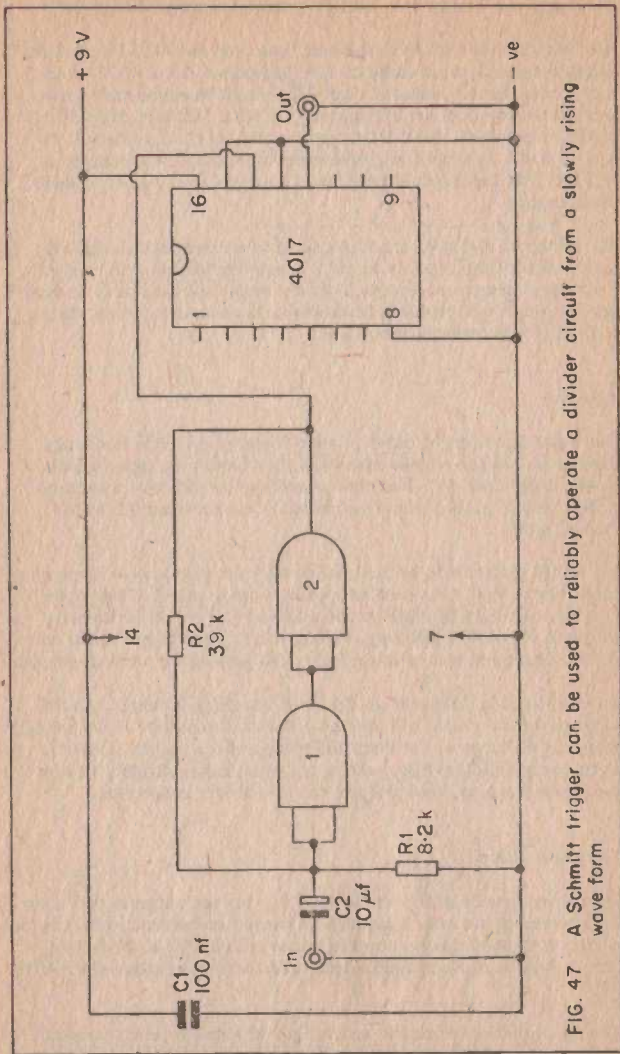 + 9 V
C1
100 nf
14
R2
39 k
1
16
4017
8
9
Out
In
C2
10 µf
1
2
R1
8·2 k
7
- ve
FIG. 47 A Schmitt trigger can be used to reliably operate a divider circuit from a slowly rising
wave form